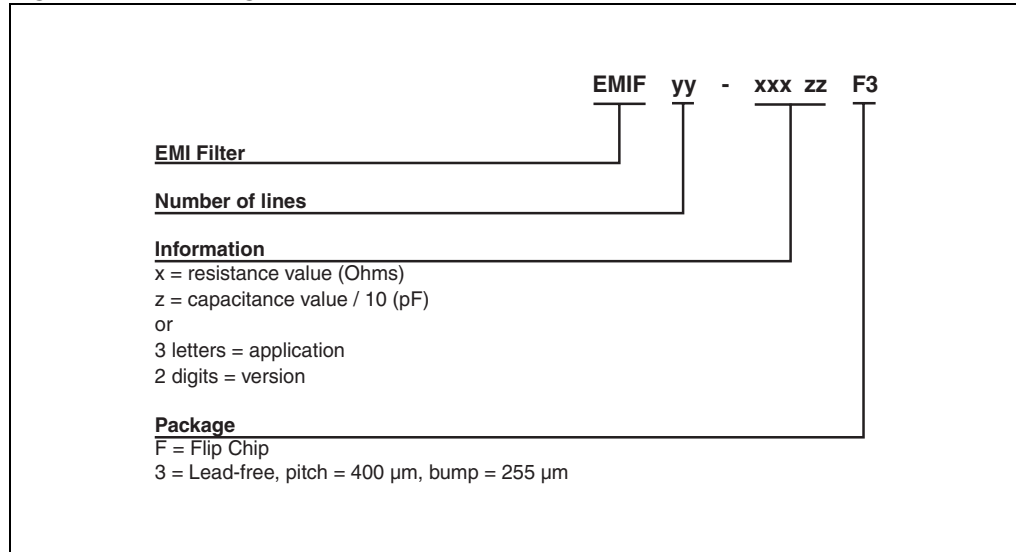 EMIF yy - xxx zz F3
EMI Filter
Number of lines
Information
x = resistance value (Ohms)
z = capacitance value / 10 (pF)
or
3 letters = application
2 digits = version
Package
F = Flip Chip
3 = Lead-free, pitch = 400 µm, bump = 255 µm